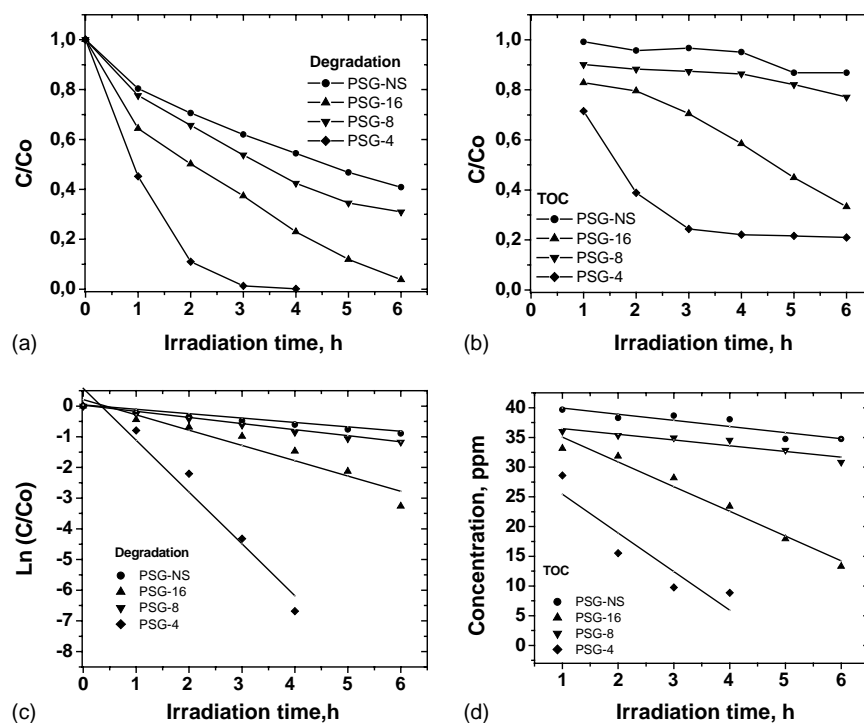 1,0
0,8
0,6
0,4
0,2
0,0
C/Co
Degradation
PSG-NS
PSG-16
PSG-8
PSG-4
0 1 2 3 4 5 6
Irradiation time, h
(a)
1,0
0,8
0,6
0,4
0,2
0,0
C/Co
TOC
PSG-NS
PSG-16
PSG-8
PSG-4
0 1 2 3 4 5 6
Irradiation time, h
(b)
0
-1
-2
-3
-4
-5
-6
-7
-8
Ln (C/Co)
Degradation
PSG-NS
PSG-16
PSG-8
PSG-4
0 1 2 3 4 5 6
Irradiation time,h
(c)
40
35
30
25
20
15
10
5
0
Concentration, ppm
TOC
PSG-NS
PSG-16
PSG-8
PSG-4
1 2 3 4 5 6
Irradiation time, h
(d)